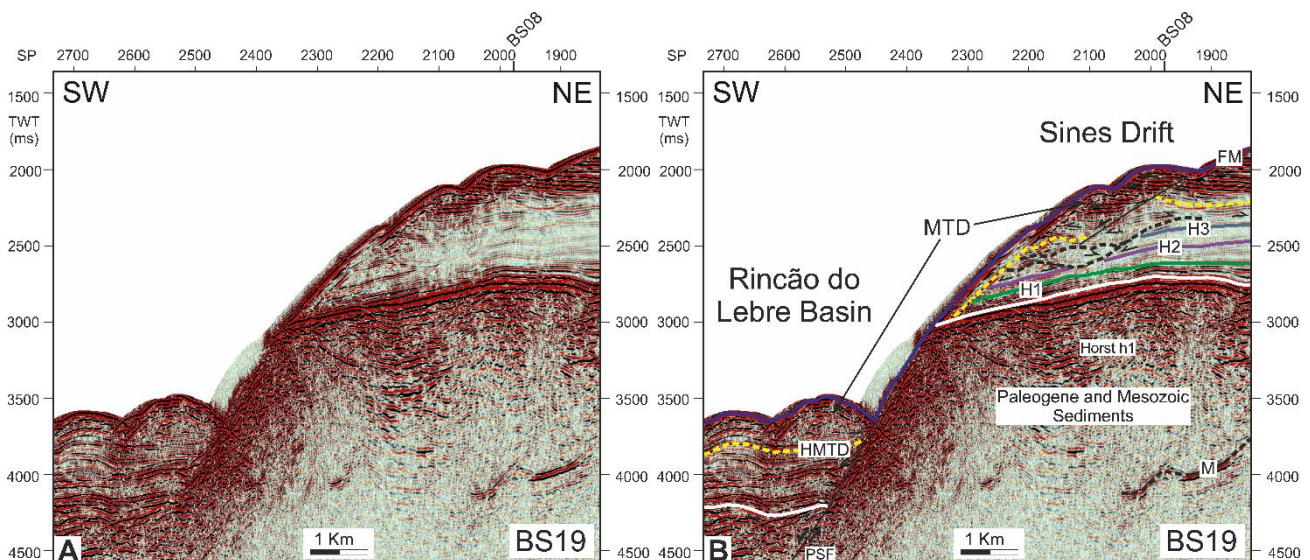 BS08
SP 2700 2600 2500 2400 2300 2200 2100 2000 1900
SW NE
1500 1500
TWT
(ms)
2000 2000
2500 2500
3000 3000
3500 3500
4000 4000
4500 4500
A
1 Km
BS19
BS08
SP 2700 2600 2500 2400 2300 2200 2100 2000 1900
SW NE
1500 1500
TWT
(ms)
Sines Drift
FM
2000 2000
MTD
H3
H2
2500 2500
Rincão do
Lebre Basin
H1
3000 3000
Horst h1
3500 3500
Paleogene and Mesozoic
Sediments
HMTD
M
4000 4000
4500 4500
B
PSF
1 Km
BS19